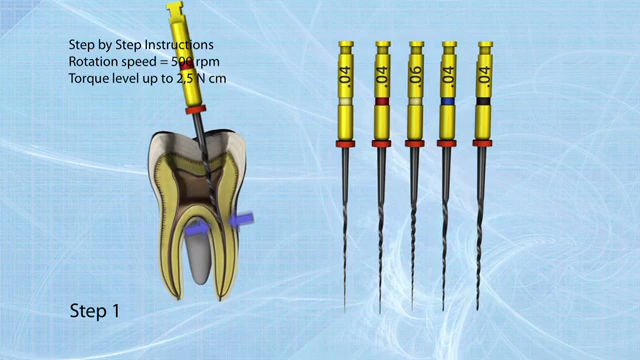 Step by Step Instructions
Rotation speed = 500 rpm
Torque level up to 2,5 N cm
.04
.04
.06
.04
.04
Step 1